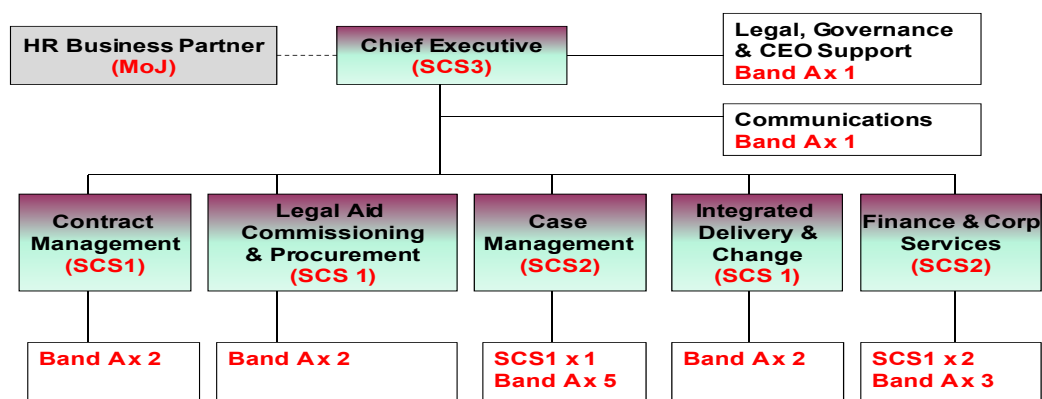 HR Business Partner
(MoJ)
Chief Executive
(SCS3)
Legal, Governance
& CEO Support
Band A x 1
Communications
Band A x 1
Contract
Management
(SCS1)
Legal Aid
Commissioning
& Procurement
(SCS 1)
Case
Management
(SCS2)
Integrated
Delivery &
Change
(SCS 1)
Finance & Corp
Services
(SCS2)
Band A x 2
Band A x 2
SCS1 x 1
Band A x 5
Band A x 2
SCS1 x 2
Band A x 3